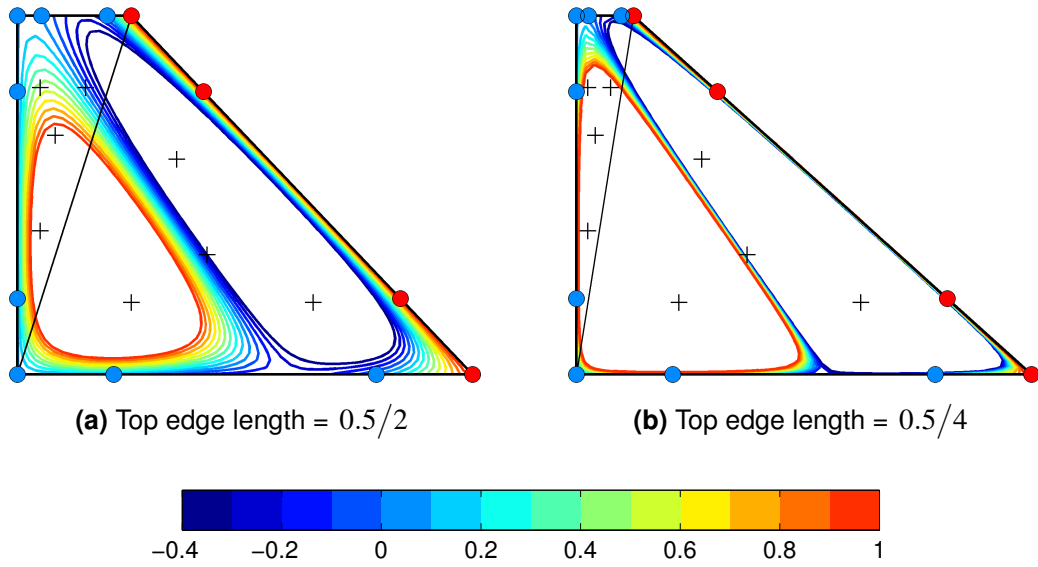 (a) Top edge length = 0.5/2
(b) Top edge length = 0.5/4
−0.4 −0.2 0 0.2 0.4 0.6 0.8 1